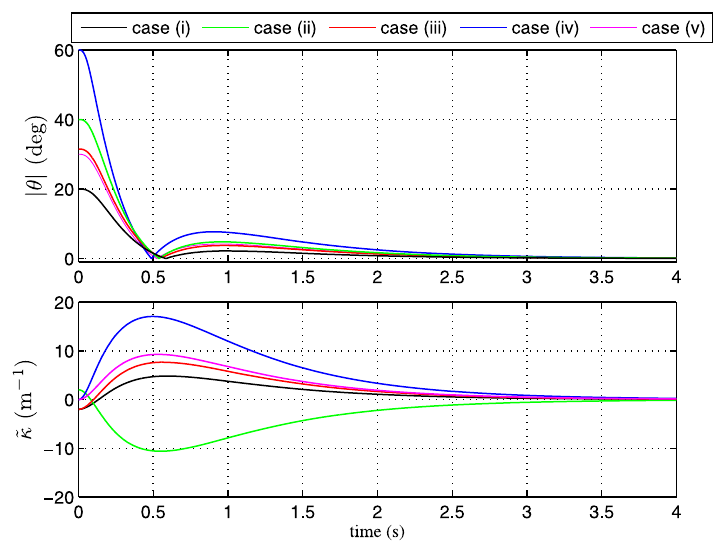 case (i) case (ii) case (iii) case (iv) case (v)
60
40
20
0
|θ| (deg)
0 0.5 1 1.5 2 2.5 3 3.5 4
20
10
0
−10
−20
κ̃ (m⁻¹)
0 0.5 1 1.5 2 2.5 3 3.5 4
time (s)